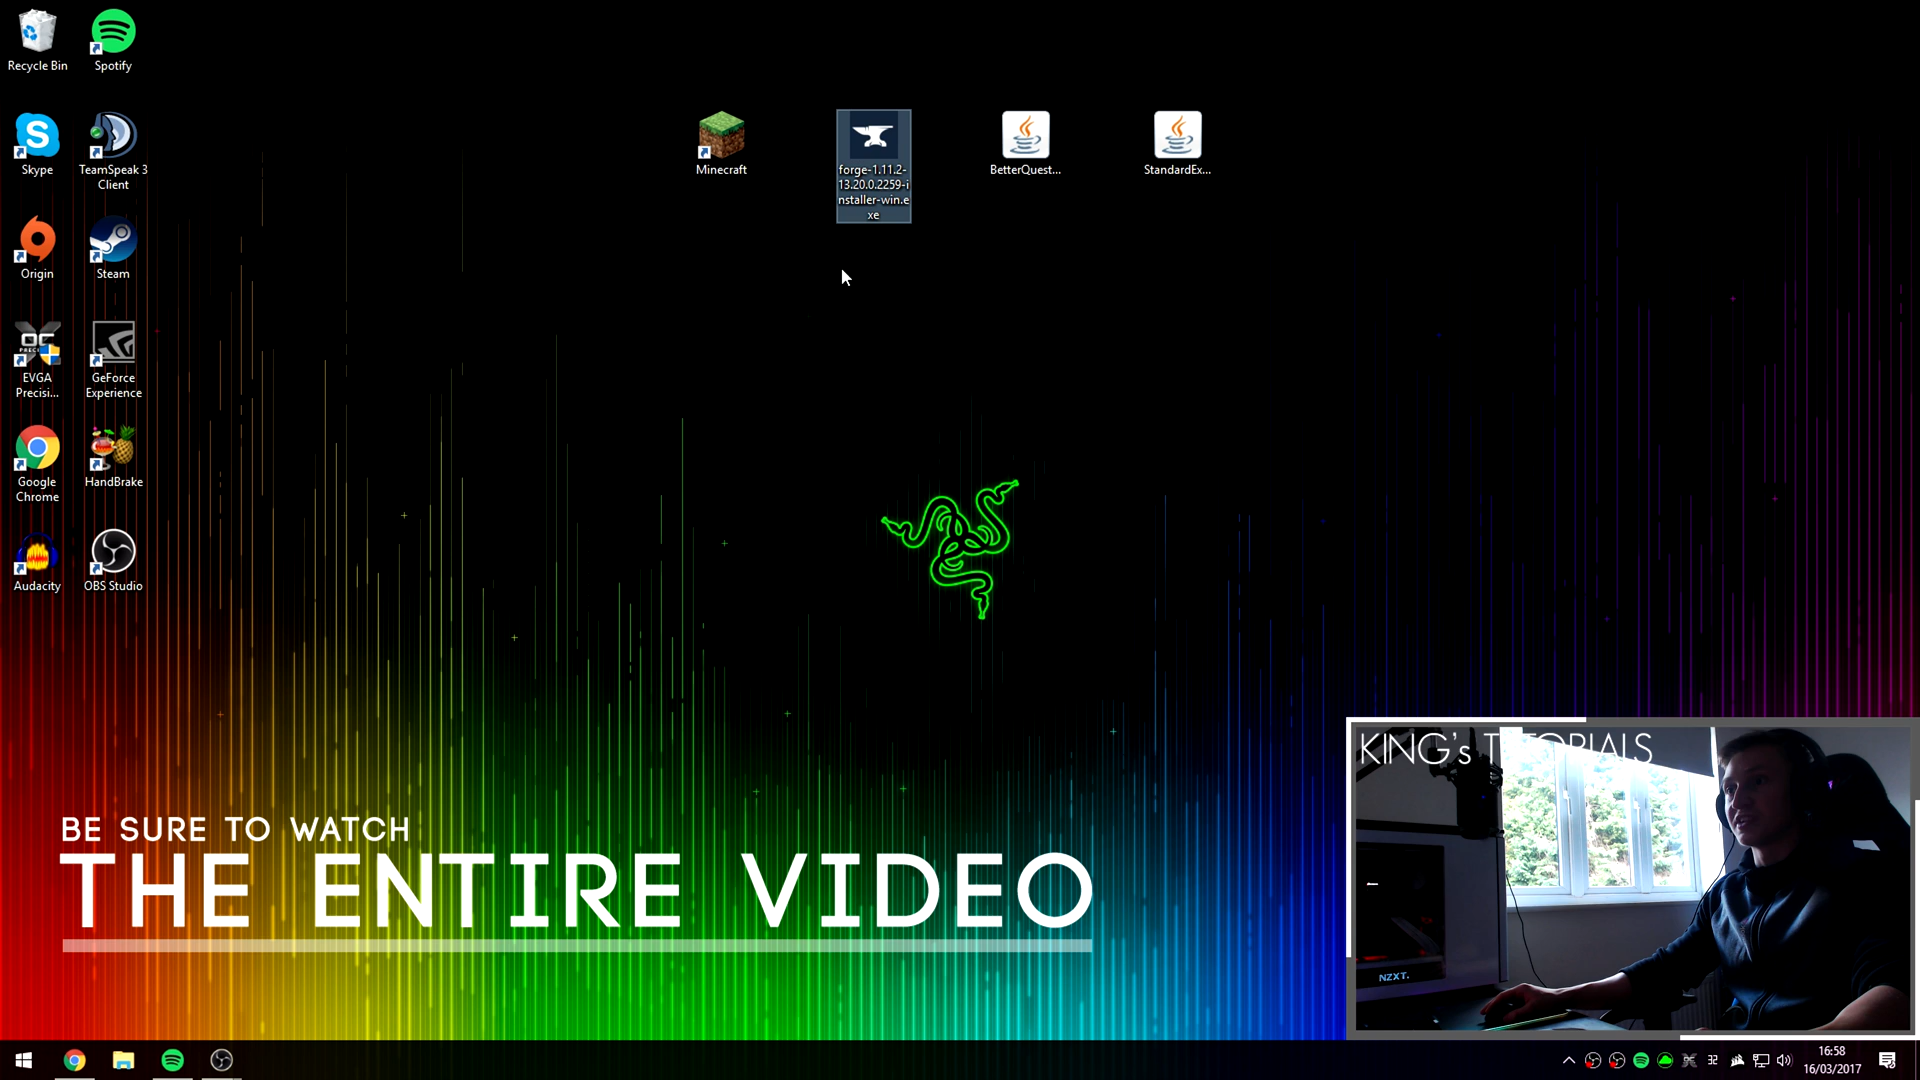 Recycle Bin
Spotify
Skype
TeamSpeak 3
Client
Origin
Steam
EVGA
Precisi...
GeForce
Experience
Google
Chrome
HandBrake
Audacity
OBS Studio
Minecraft
forge-1.11.2-
13.20.0.2259-i
nstaller-win.e
xe
BetterQuest...
StandardEx...
BE SURE TO WATCH
THE ENTIRE VIDEO
KING's TUTORIALS
NZXT.
16:58
16/03/2017